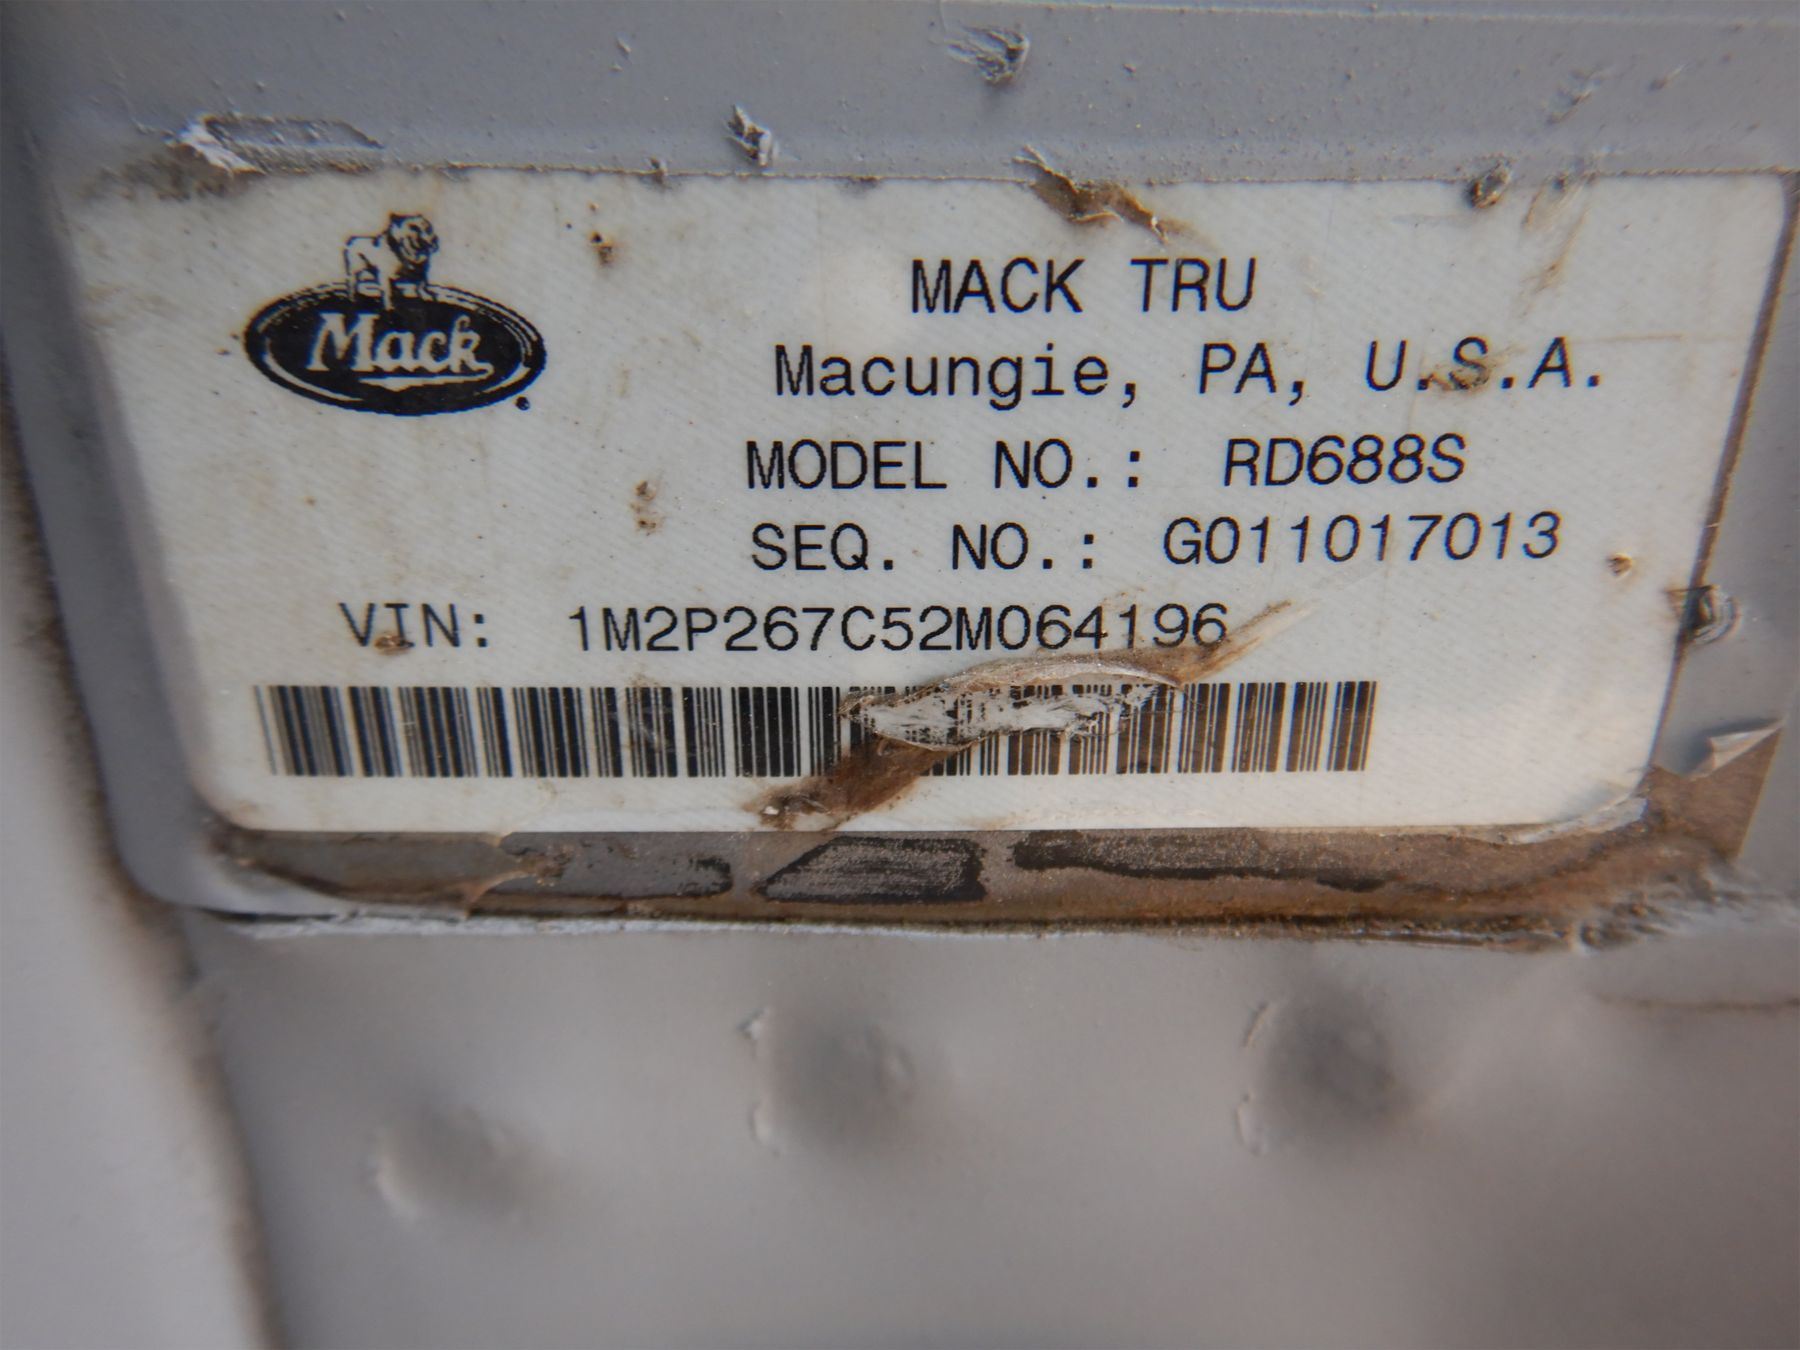 Mack
MACK TRU
Macungie, PA, U.S.A.
MODEL NO.: RD688S
SEQ. NO.: G011017013
VIN: 1M2P267C52M064196